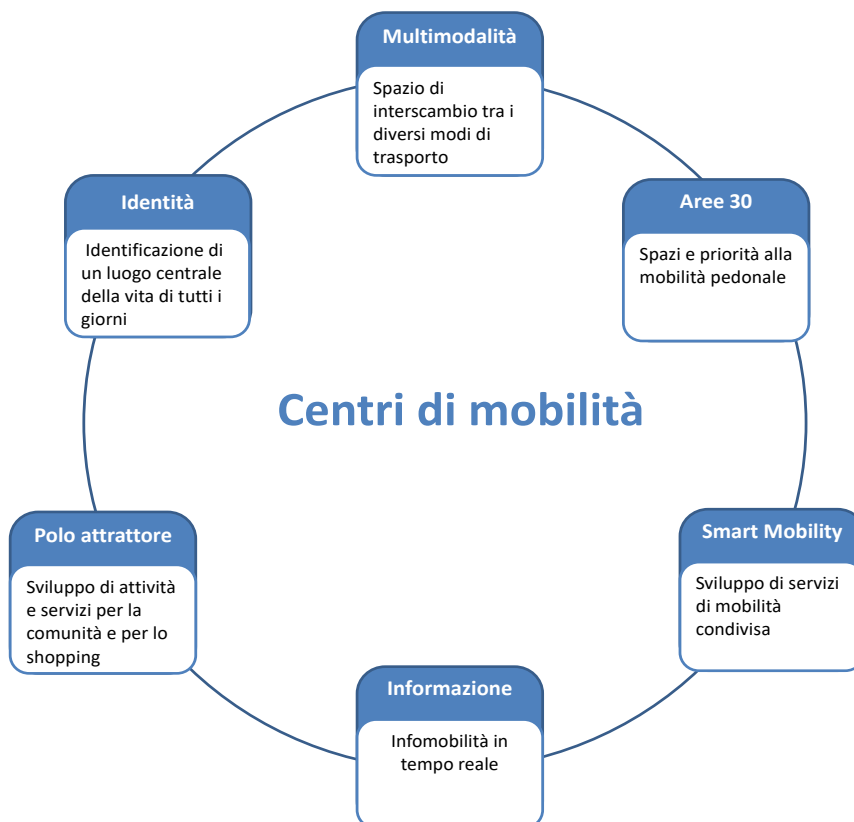 Multimodalità
Spazio di
interscambio tra i
diversi modi di
trasporto
Identità
Identificazione di
un luogo centrale
della vita di tutti i
giorni
Aree 30
Spazi e priorità alla
mobilità pedonale
Centri di mobilità
Polo attrattore
Sviluppo di attività
e servizi per la
comunità e per lo
shopping
Smart Mobility
Sviluppo di servizi
di mobilità
condivisa
Informazione
Infomobilità in
tempo reale